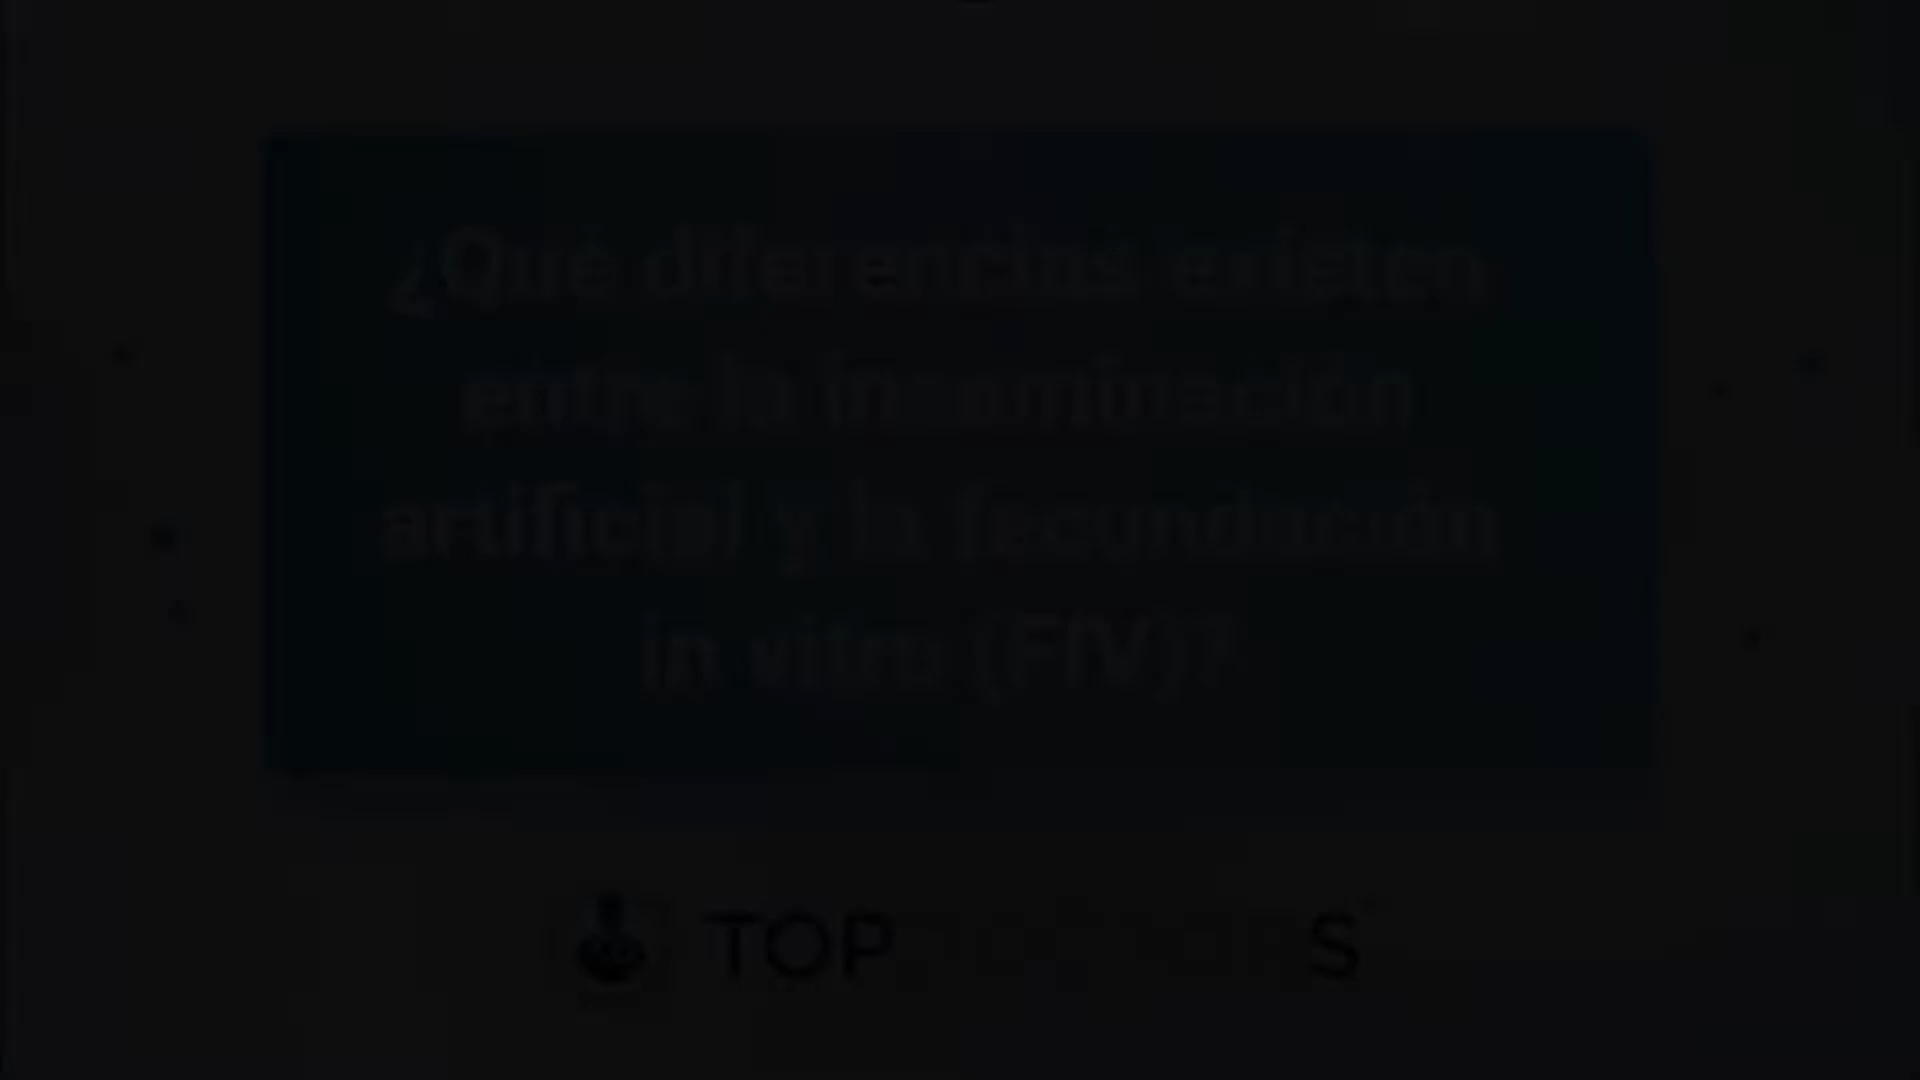 ¿Qué diferencias existen
entre la inseminación
artificial y la fecundación
in vitro (FIV)?
TOP S